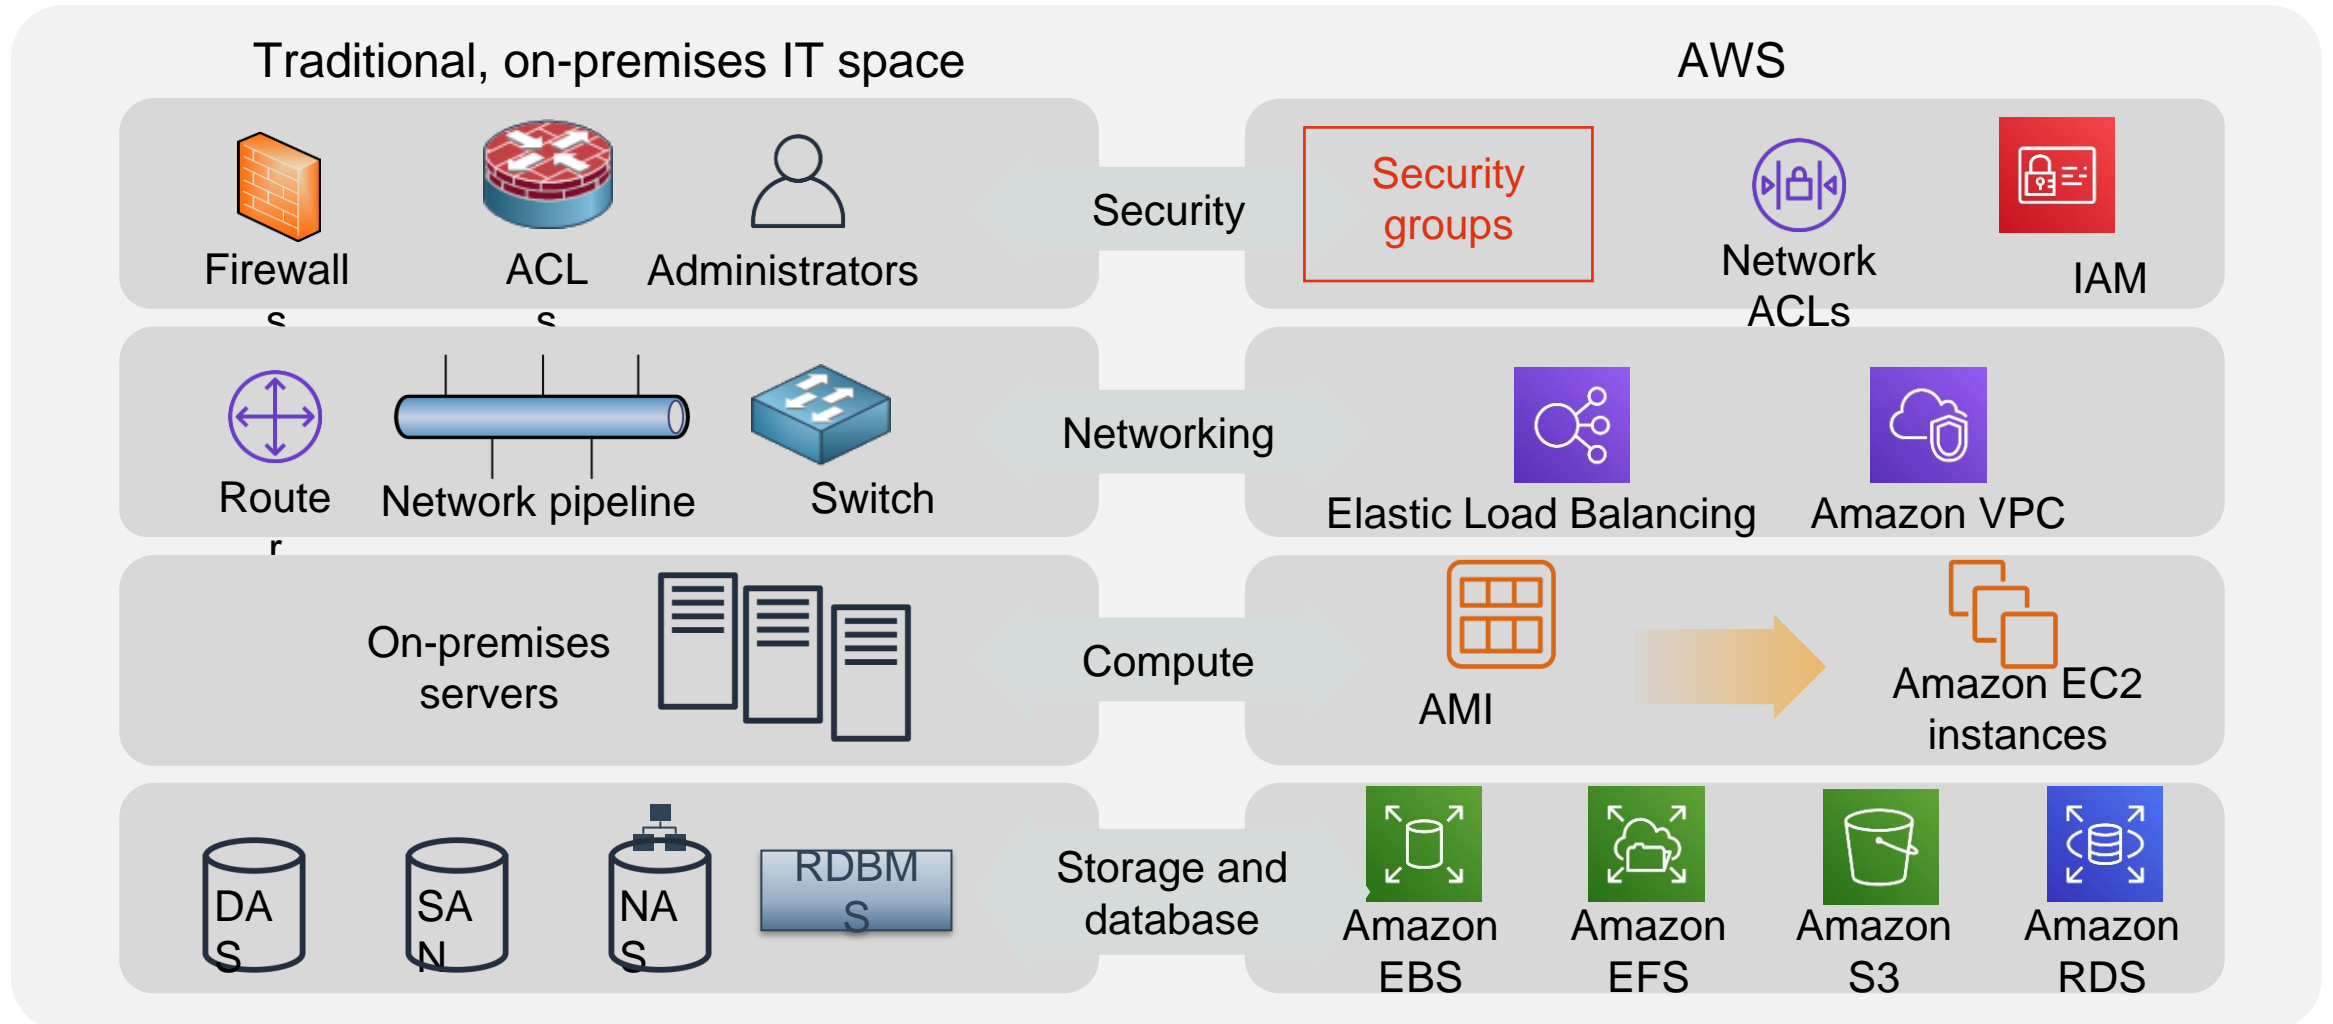 Traditional, on-premises IT space
AWS
Firewall
s
ACL
s
Administrators
Security
Security
groups
Network
ACLs
IAM
Route
r
Network pipeline
Switch
Networking
Elastic Load Balancing
Amazon VPC
On-premises
servers
Compute
AMI
Amazon EC2
instances
DA
S
SA
N
NA
S
RDBM
S
Storage and
database
Amazon
EBS
Amazon
EFS
Amazon
S3
Amazon
RDS